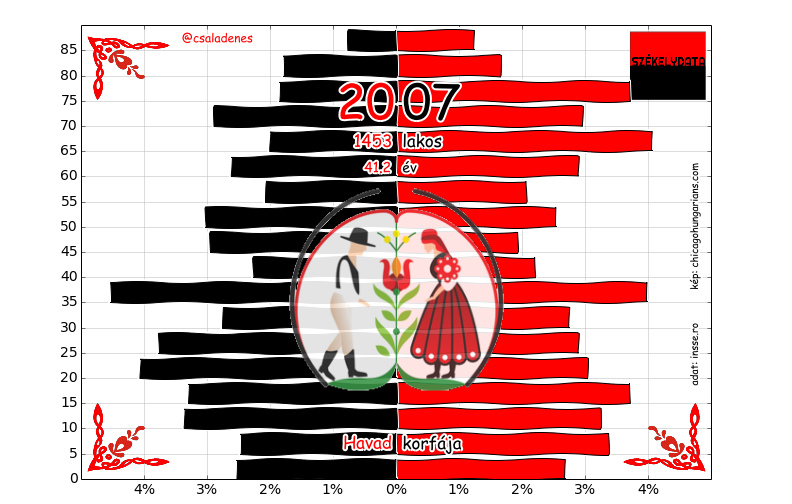 @csaladenes
SZÉKELYDATA
2007
1453 lakos
41,2 év
Havad korfája
kép: chicagohungarians.com
adat: insse.ro
85
80
75
70
65
60
55
50
45
40
35
30
25
20
15
10
5
0
4% 3% 2% 1% 0% 1% 2% 3% 4%